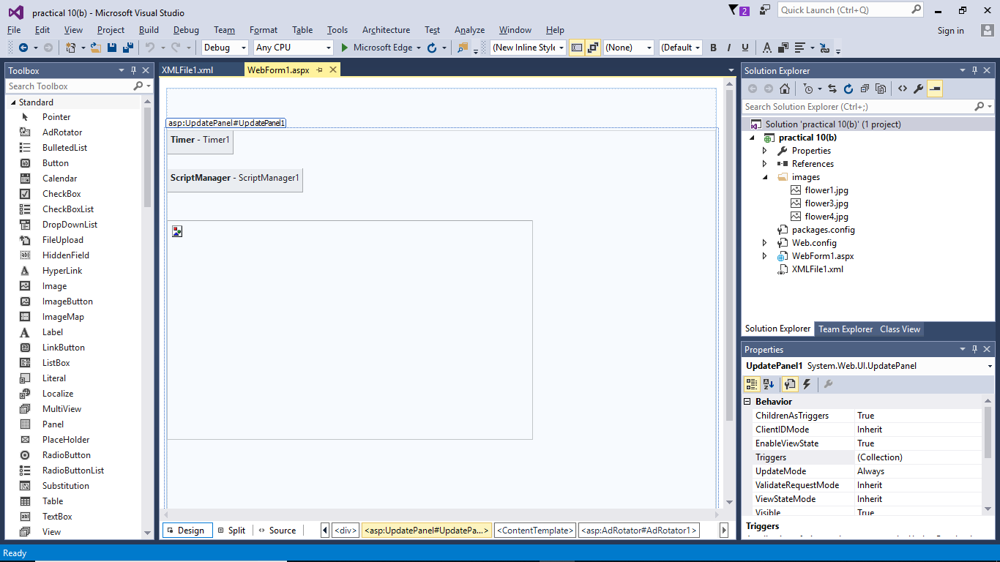 practical 10(b) - Microsoft Visual Studio
2
Quick Launch (Ctrl+Q)
File Edit View Project Build Debug Team Format Table Tools Architecture Test Analyze Window Help
Sign in
Debug Any CPU Microsoft Edge (New Inline Style (None) (Default B I U A
Toolbox
Search Toolbox
Standard
Pointer
AdRotator
BulletedList
Button
Calendar
CheckBox
CheckBoxList
DropDownList
FileUpload
HiddenField
HyperLink
Image
ImageButton
ImageMap
Label
LinkButton
ListBox
Literal
Localize
MultiView
Panel
PlaceHolder
RadioButton
RadioButtonList
Substitution
Table
TextBox
View
XMLFile1.xml WebForm1.aspx
asp:UpdatePanel#UpdatePanel1
Timer - Timer1
ScriptManager - ScriptManager1
Design Split Source <div> <asp:UpdatePanel#UpdatePa...> <ContentTemplate> <asp:AdRotator#AdRotator1>
Solution Explorer
Search Solution Explorer (Ctrl+;)
Solution 'practical 10(b)' (1 project)
practical 10(b)
Properties
References
images
flower1.jpg
flower3.jpg
flower4.jpg
packages.config
Web.config
WebForm1.aspx
XMLFile1.xml
Solution Explorer Team Explorer Class View
Properties
UpdatePanel1 System.Web.UI.UpdatePanel
Behavior
ChildrenAsTriggers True
ClientIDMode Inherit
EnableViewState True
Triggers (Collection)
UpdateMode Always
ValidateRequestMode Inherit
ViewStateMode Inherit
Visible True
Triggers
Ready